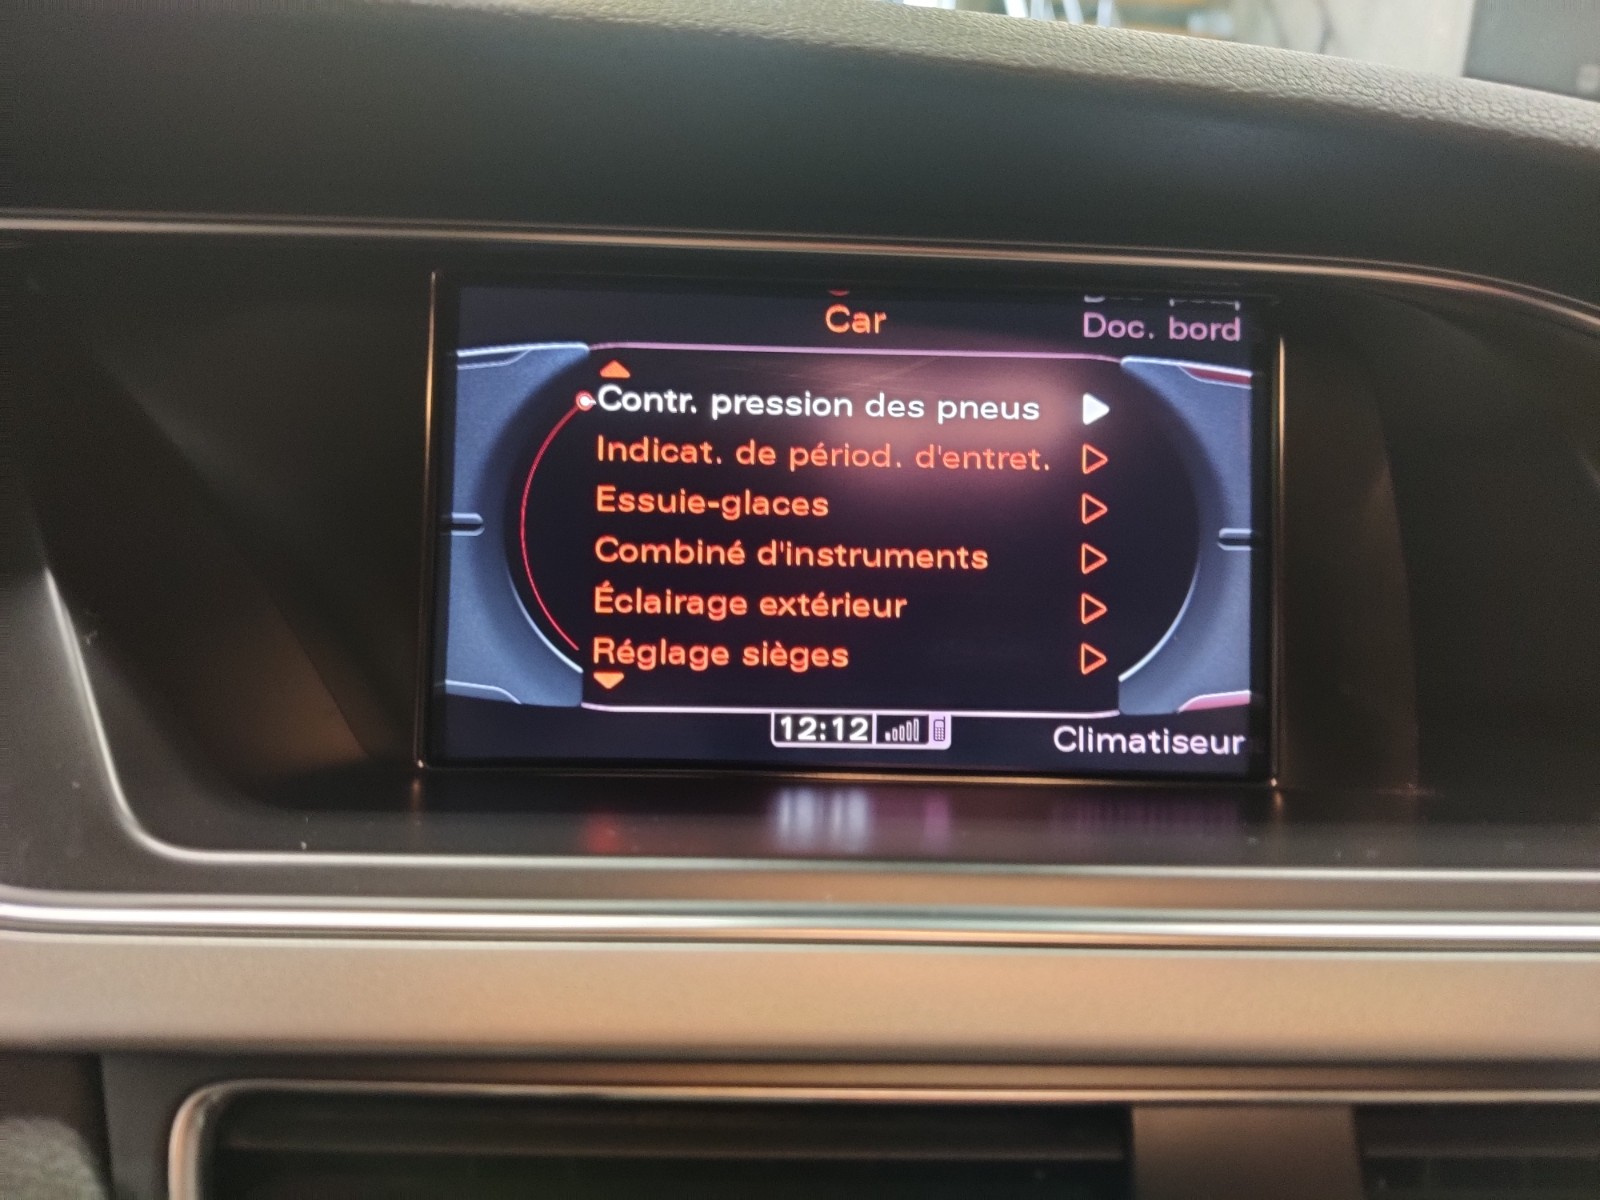 Car
Doc. bord
Contr. pression des pneus
Indicat. de périod. d'entret.
Essuie-glaces
Combiné d'instruments
Éclairage extérieur
Réglage sièges
12:12
Climatiseur